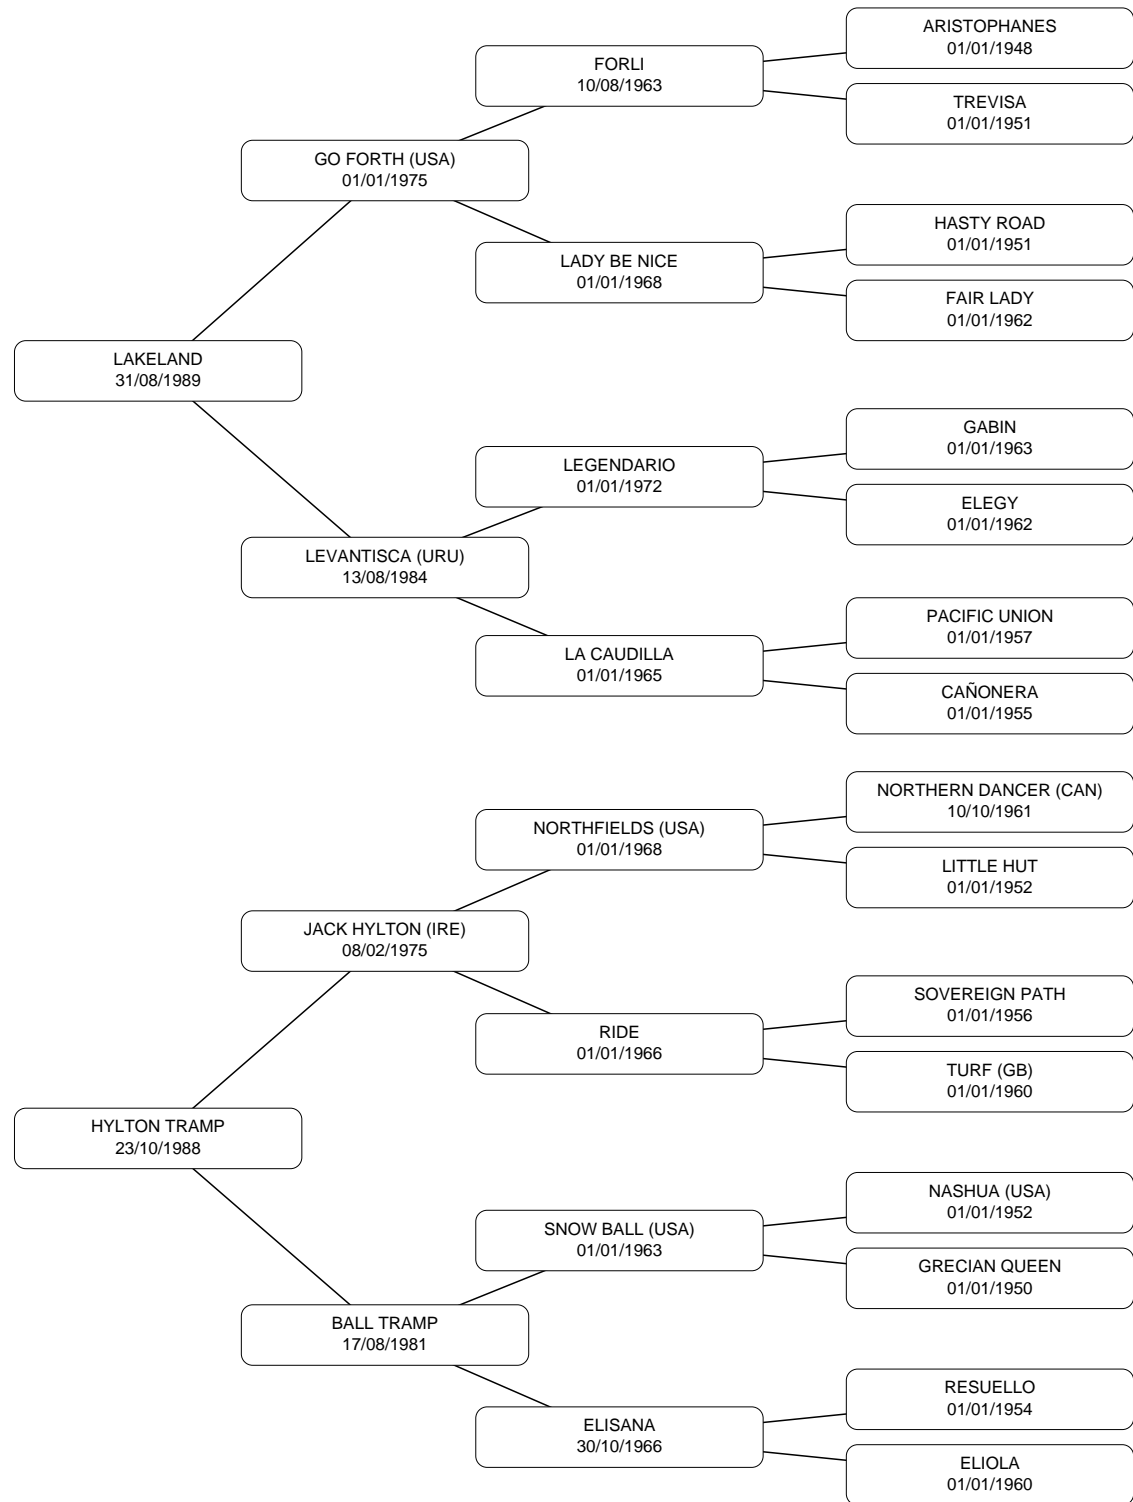 ARISTOPHANES
01/01/1948
FORLI
10/08/1963
TREVISA
01/01/1951
GO FORTH (USA)
01/01/1975
HASTY ROAD
01/01/1951
LADY BE NICE
01/01/1968
FAIR LADY
01/01/1962
LAKELAND
31/08/1989
GABIN
01/01/1963
LEGENDARIO
01/01/1972
ELEGY
01/01/1962
LEVANTISCA (URU)
13/08/1984
PACIFIC UNION
01/01/1957
LA CAUDILLA
01/01/1965
CAÑONERA
01/01/1955
NORTHERN DANCER (CAN)
10/10/1961
NORTHFIELDS (USA)
01/01/1968
LITTLE HUT
01/01/1952
JACK HYLTON (IRE)
08/02/1975
SOVEREIGN PATH
01/01/1956
RIDE
01/01/1966
TURF (GB)
01/01/1960
HYLTON TRAMP
23/10/1988
NASHUA (USA)
01/01/1952
SNOW BALL (USA)
01/01/1963
GRECIAN QUEEN
01/01/1950
BALL TRAMP
17/08/1981
RESUELLO
01/01/1954
ELISANA
30/10/1966
ELIOLA
01/01/1960